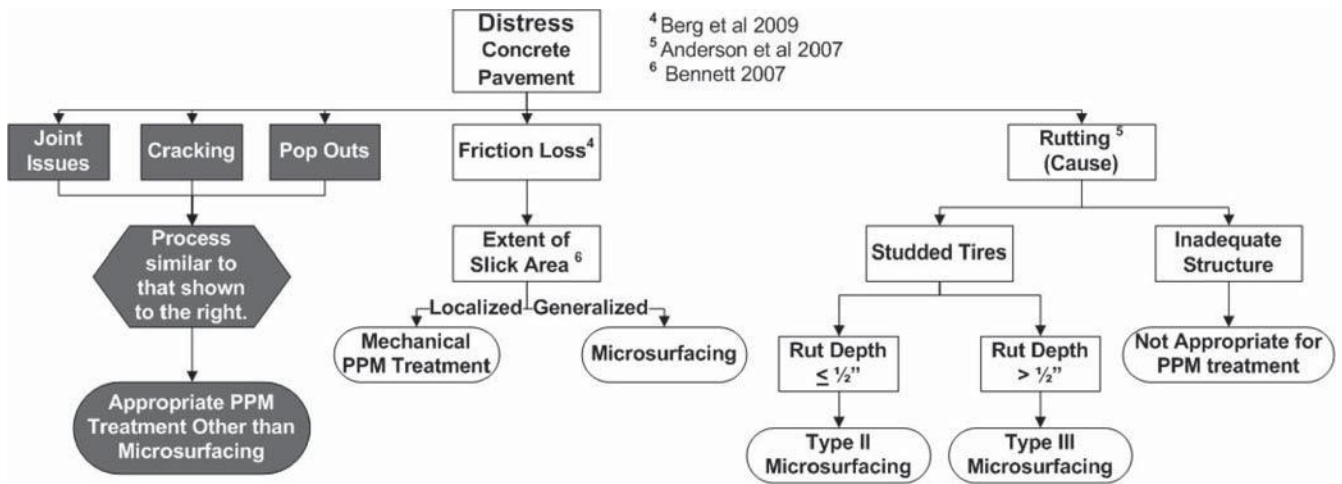 Distress
Concrete
Pavement
4 Berg et al 2009
5 Anderson et al 2007
6 Bennett 2007
Joint
Issues
Cracking
Pop Outs
Friction Loss4
Rutting 5
(Cause)
Process
similar to
that shown
to the right.
Extent of
Slick Area 6
Studded Tires
Inadequate
Structure
Localized Generalized
Mechanical
PPM Treatment
Microsurfacing
Rut Depth
≤ ½”
Rut Depth
> ½”
Not Appropriate for
PPM treatment
Appropriate PPM
Treatment Other than
Microsurfacing
Type II
Microsurfacing
Type III
Microsurfacing